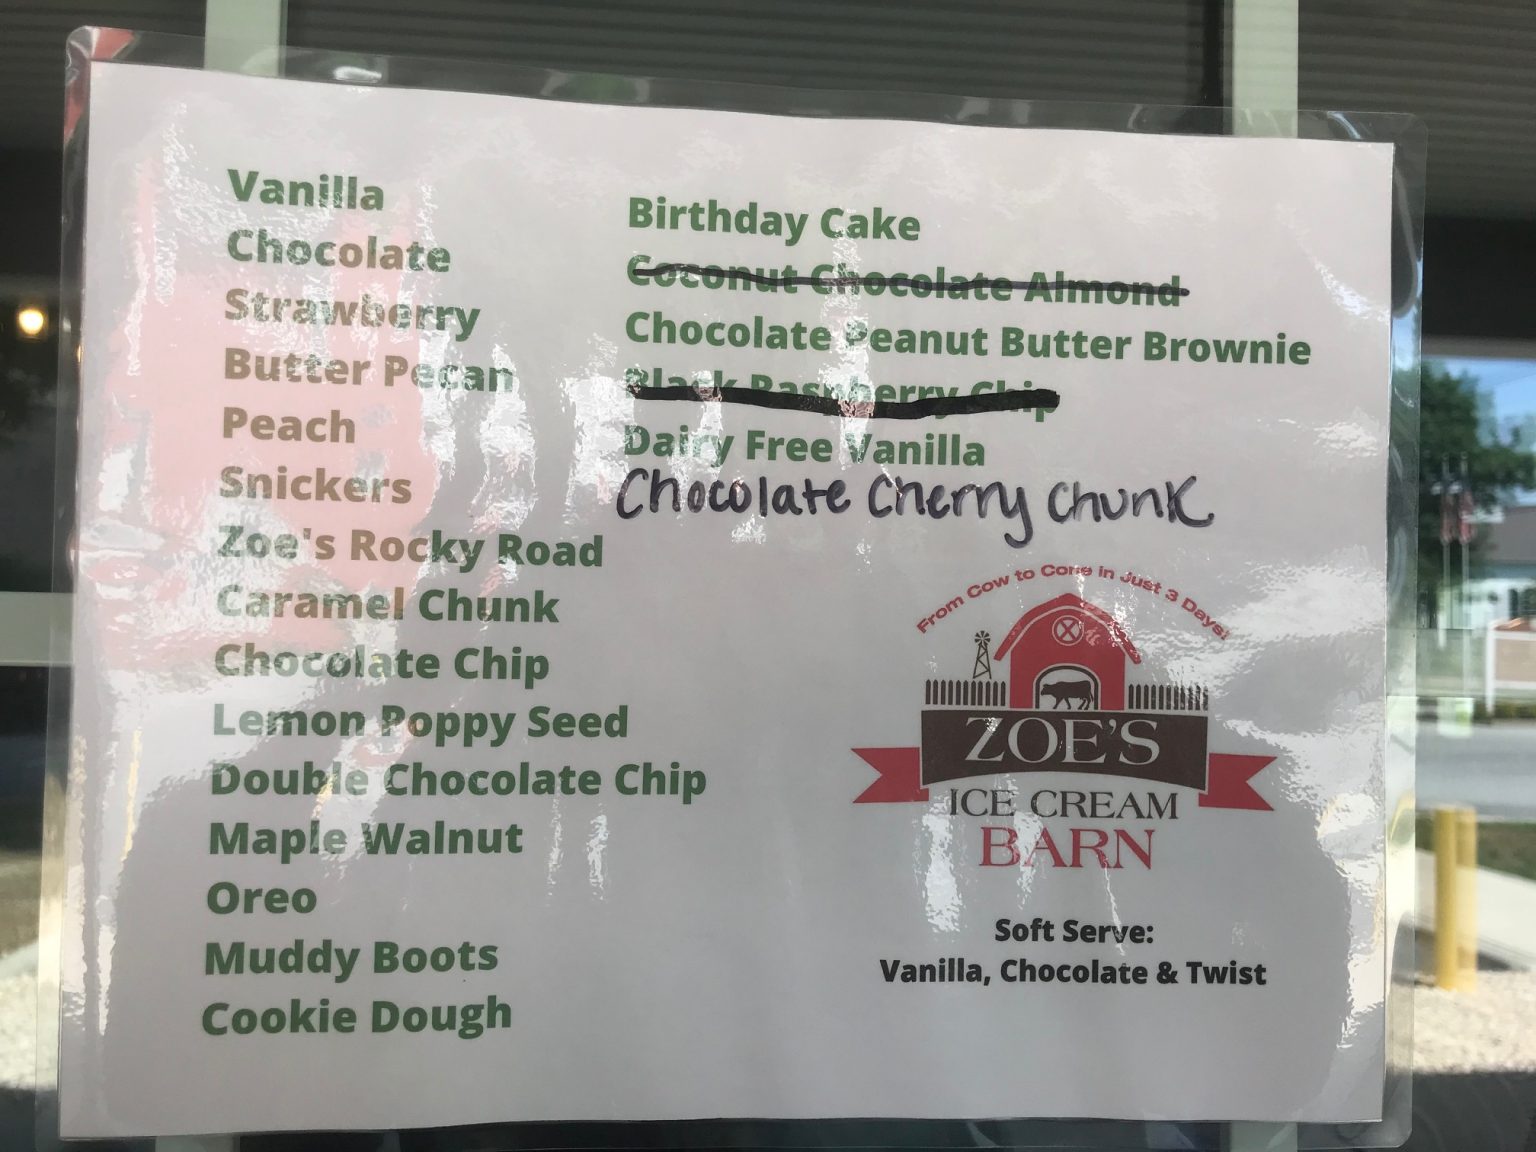 Vanilla
Chocolate
Strawberry
Butter Pecan
Peach
Snickers
Zoe's Rocky Road
Caramel Chunk
Chocolate Chip
Lemon Poppy Seed
Double Chocolate Chip
Maple Walnut
Oreo
Muddy Boots
Cookie Dough
Birthday Cake
Coconut Chocolate Almond
Chocolate Peanut Butter Brownie
Black Raspberry Chip
Dairy Free Vanilla
Chocolate Cherry Chunk
From Cow to Cone in Just 3 Days!
ZOE'S
ICE CREAM
BARN
Soft Serve:
Vanilla, Chocolate & Twist